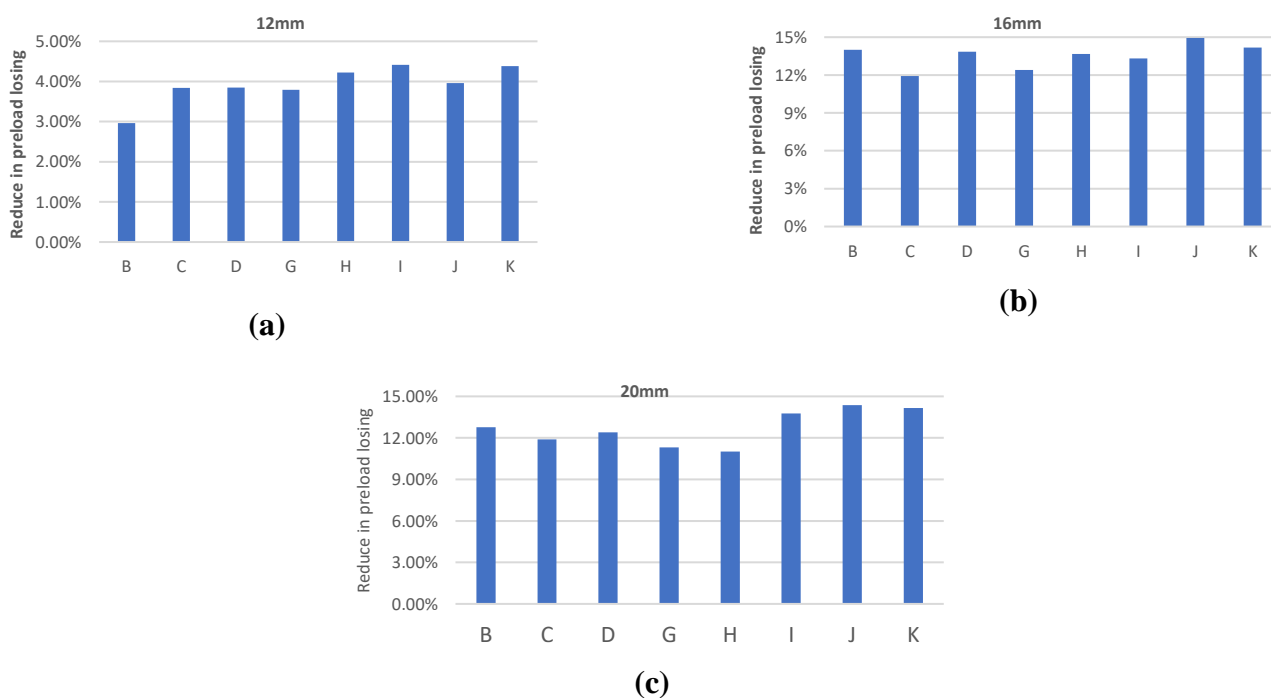 12mm
Reduce in preload losing
5.00%
4.00%
3.00%
2.00%
1.00%
0.00%
B C D G H I J K
(a)
16mm
Reduce in preload losing
15%
12%
9%
6%
3%
0%
B C D G H I J K
(b)
20mm
Reduce in preload losing
15.00%
12.00%
9.00%
6.00%
3.00%
0.00%
B C D G H I J K
(c)